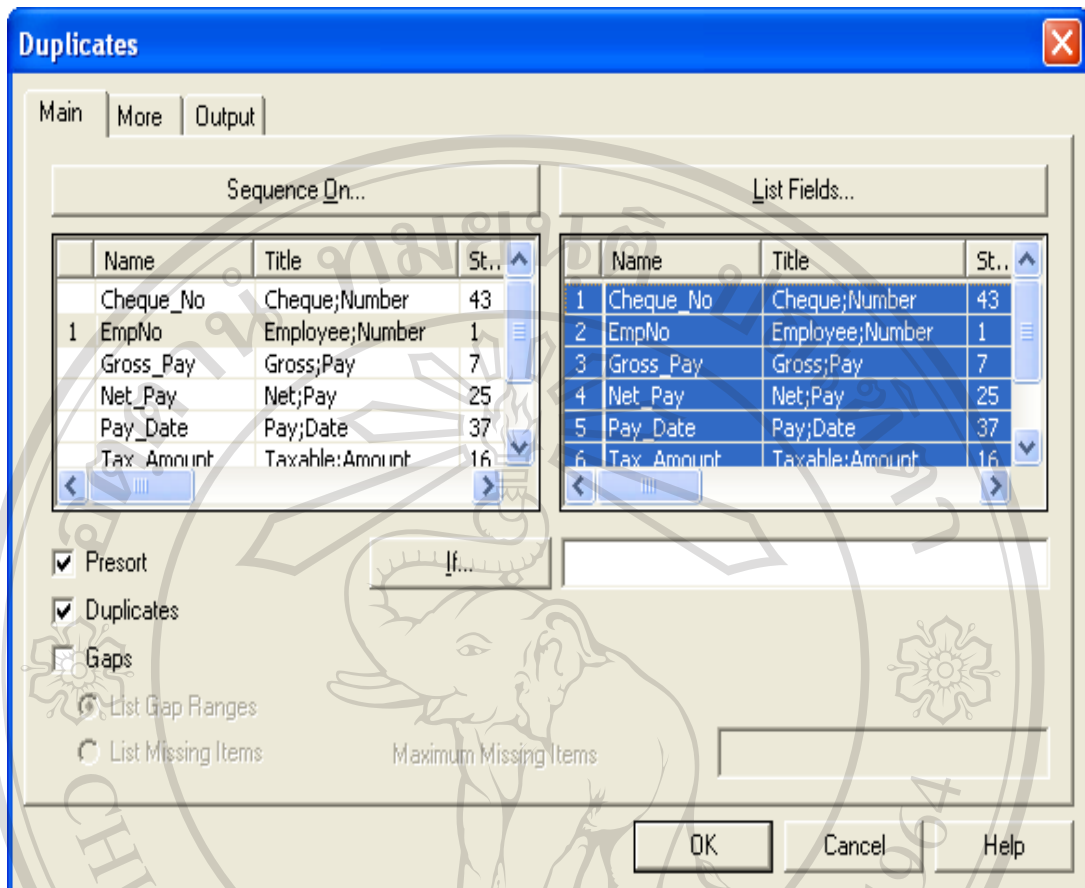 Duplicates
Main More Output
Sequence On... List Fields...
Name Title St..
Cheque_No Cheque;Number 43
1 EmpNo Employee;Number 1
Gross_Pay Gross;Pay 7
Net_Pay Net;Pay 25
Pay_Date Pay;Date 37
Tax_Amount Taxable;Amount 16
Name Title St..
1 Cheque_No Cheque;Number 43
2 EmpNo Employee;Number 1
3 Gross_Pay Gross;Pay 7
4 Net_Pay Net;Pay 25
5 Pay_Date Pay;Date 37
6 Tax_Amount Taxable;Amount 16
Presort If...
Duplicates
Gaps
List Gap Ranges
List Missing Items Maximum Missing Items
OK Cancel Help
1964